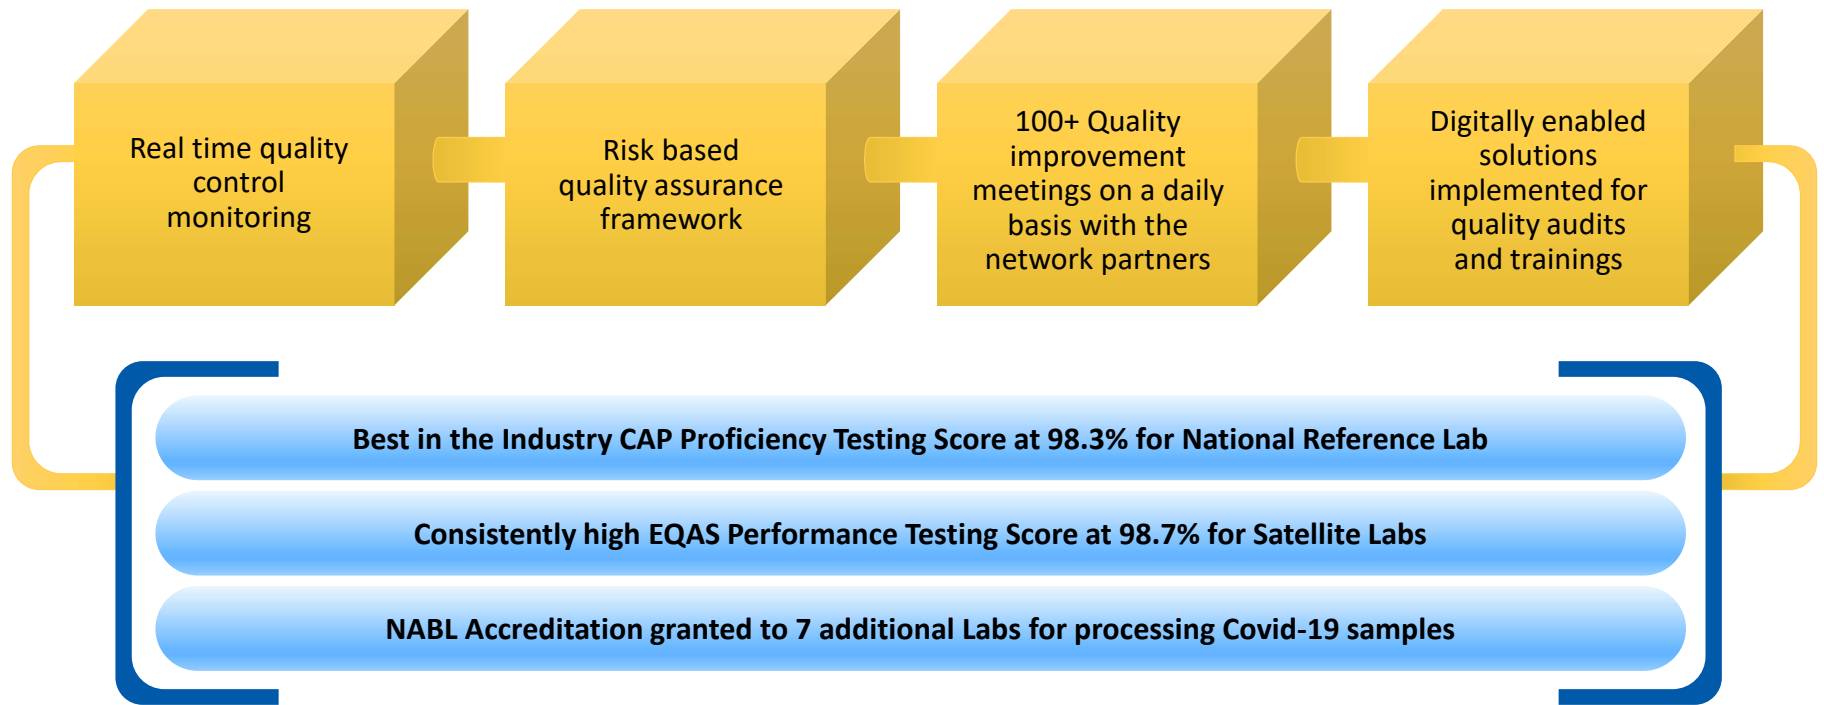 Real time quality
control
monitoring
Risk based
quality assurance
framework
100+ Quality
improvement
meetings on a daily
basis with the
network partners
Digitally enabled
solutions
implemented for
quality audits
and trainings
Best in the Industry CAP Proficiency Testing Score at 98.3% for National Reference Lab
Consistently high EQAS Performance Testing Score at 98.7% for Satellite Labs
NABL Accreditation granted to 7 additional Labs for processing Covid-19 samples